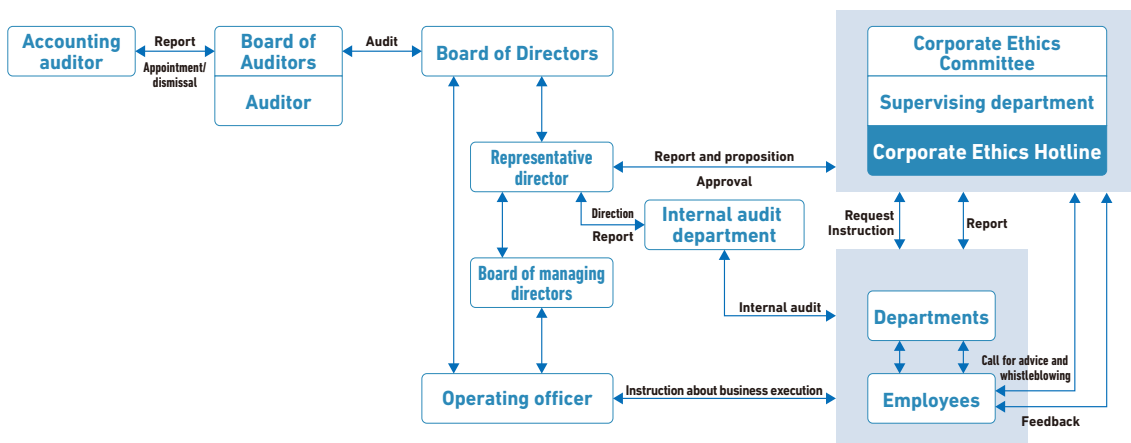 Accounting
auditor
Report
Appointment/
dismissal
Board of
Auditors
Auditor
Audit
Board of Directors
Corporate Ethics
Committee
Supervising department
Corporate Ethics Hotline
Representative
director
Report and proposition
Approval
Direction
Report
Internal audit
department
Request
Instruction
Report
Board of managing
directors
Internal audit
Departments
Call for advice and
whistleblowing
Operating officer
Instruction about business execution
Employees
Feedback